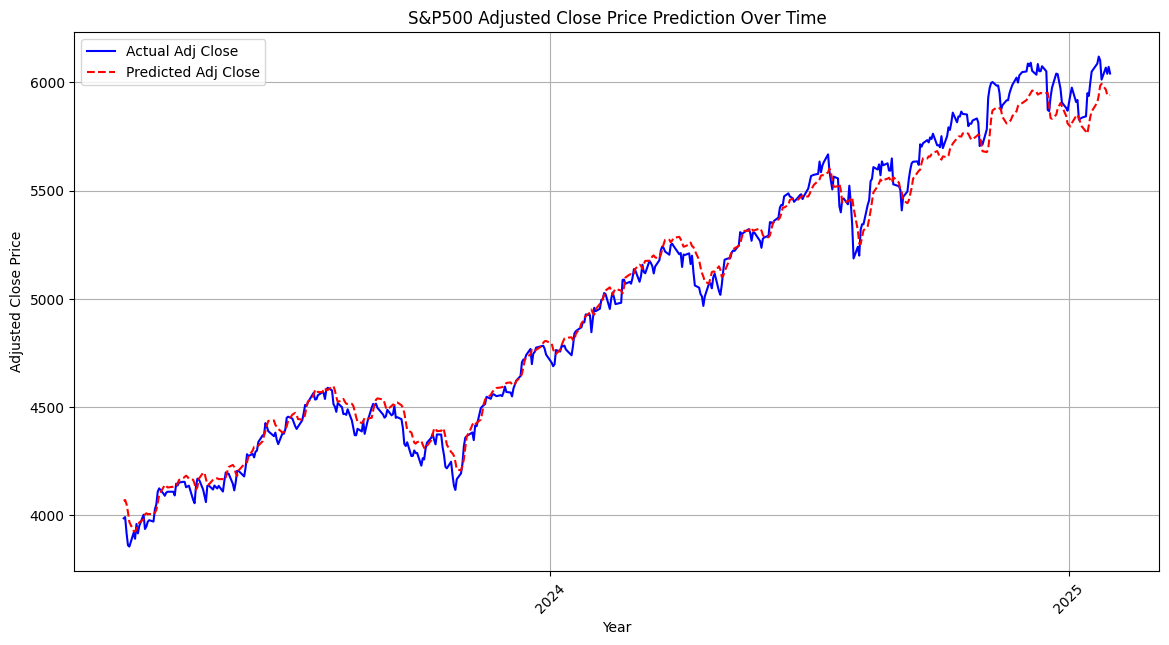 S&P500 Adjusted Close Price Prediction Over Time
Actual Adj Close
Predicted Adj Close
Adjusted Close Price
6000
5500
5000
4500
4000
2024
2025
Year